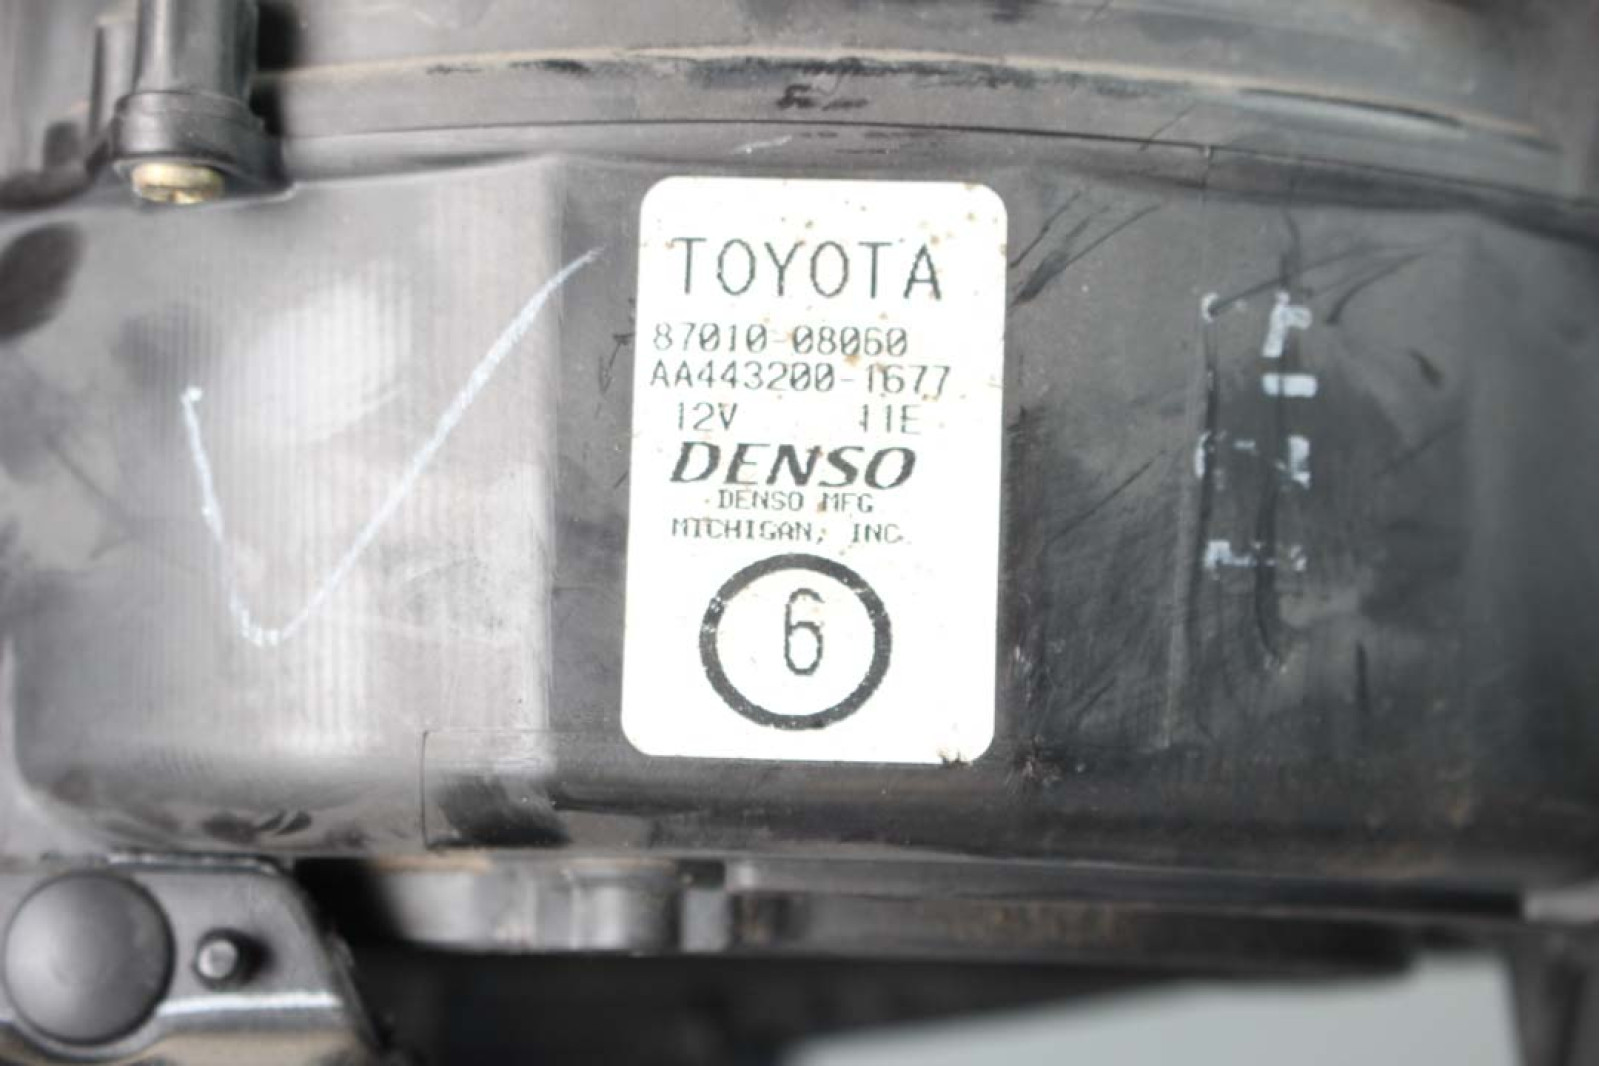 TOYOTA
87010-08060
AA443200-1677
12V 11E
DENSO
DENSO MFG
MICHIGAN, INC.
6